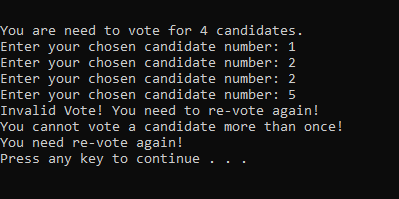 You are need to vote for 4 candidates.
Enter your chosen candidate number: 1
Enter your chosen candidate number: 2
Enter your chosen candidate number: 2
Enter your chosen candidate number: 5
Invalid Vote! You need to re-vote again!
You cannot vote a candidate more than once!
You need re-vote again!
Press any key to continue . . .